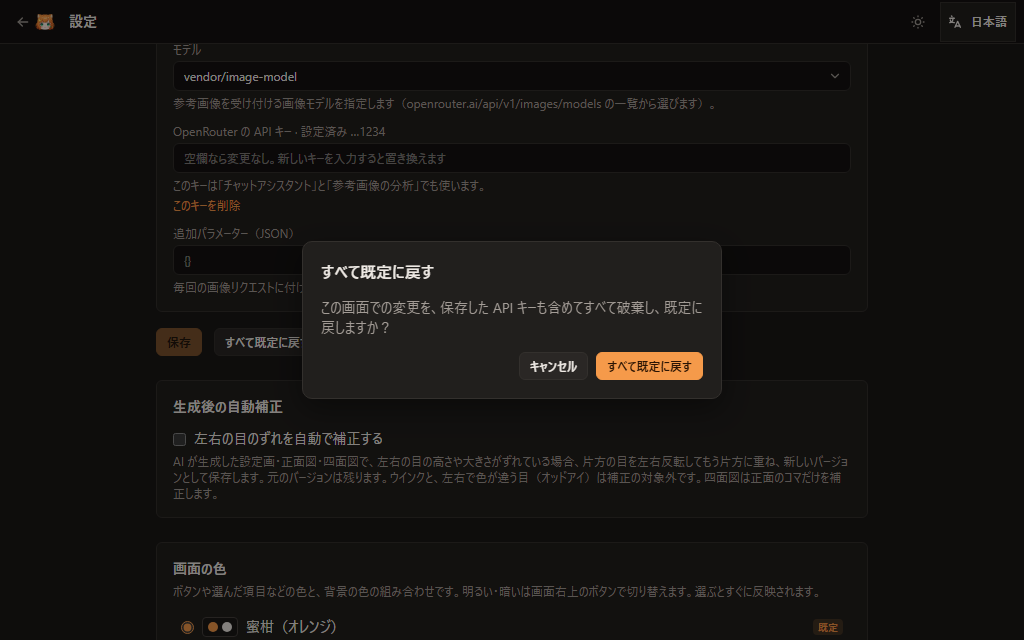 設定
日本語
モデル
vendor/image-model
参考画像を受け付ける画像モデルを指定します（openrouter.ai/api/v1/images/models の一覧から選びます）。
OpenRouter の API キー · 設定済み …1234
空欄なら変更なし。新しいキーを入力すると置き換えます
このキーは「チャットアシスタント」と「参考画像の分析」でも使います。
このキーを削除
追加パラメーター（JSON）
{}
毎回の画像リクエストに付け
すべて既定に戻す
この画面での変更を、保存した API キーも含めてすべて破棄し、既定に
戻しますか？
キャンセル
すべて既定に戻す
保存
すべて既定に戻す
生成後の自動補正
左右の目のずれを自動で補正する
AI が生成した設定画・正面図・四面図で、左右の目の高さや大きさがずれている場合、片方の目を左右反転してもう片方に重ね、新しいバージョ
ンとして保存します。元のバージョンは残ります。ウインクと、左右で色が違う目（オッドアイ）は補正の対象外です。四面図は正面のコマだけを補
正します。
画面の色
ボタンや選んだ項目などの色と、背景の色の組み合わせです。明るい・暗いは画面右上のボタンで切り替えます。選ぶとすぐに反映されます。
蜜柑（オレンジ）
既定